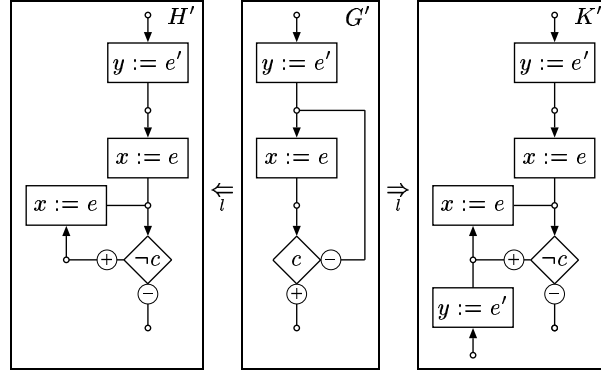 H′
y := e′
x := e
x := e
+
¬c
−
⇐
l
G′
y := e′
x := e
c
−
+
⇒
l
K′
y := e′
x := e
x := e
+
¬c
−
y := e′